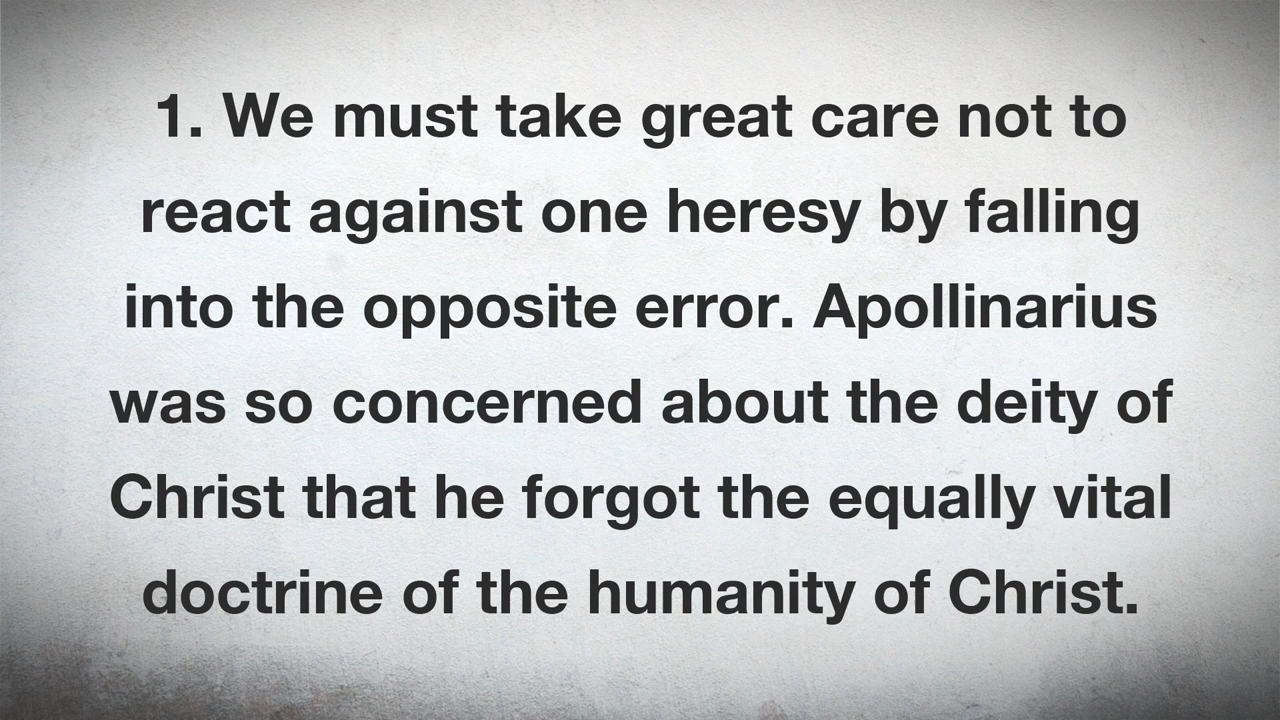 1. We must take great care not to
react against one heresy by falling
into the opposite error. Apollinarius
was so concerned about the deity of
Christ that he forgot the equally vital
doctrine of the humanity of Christ.